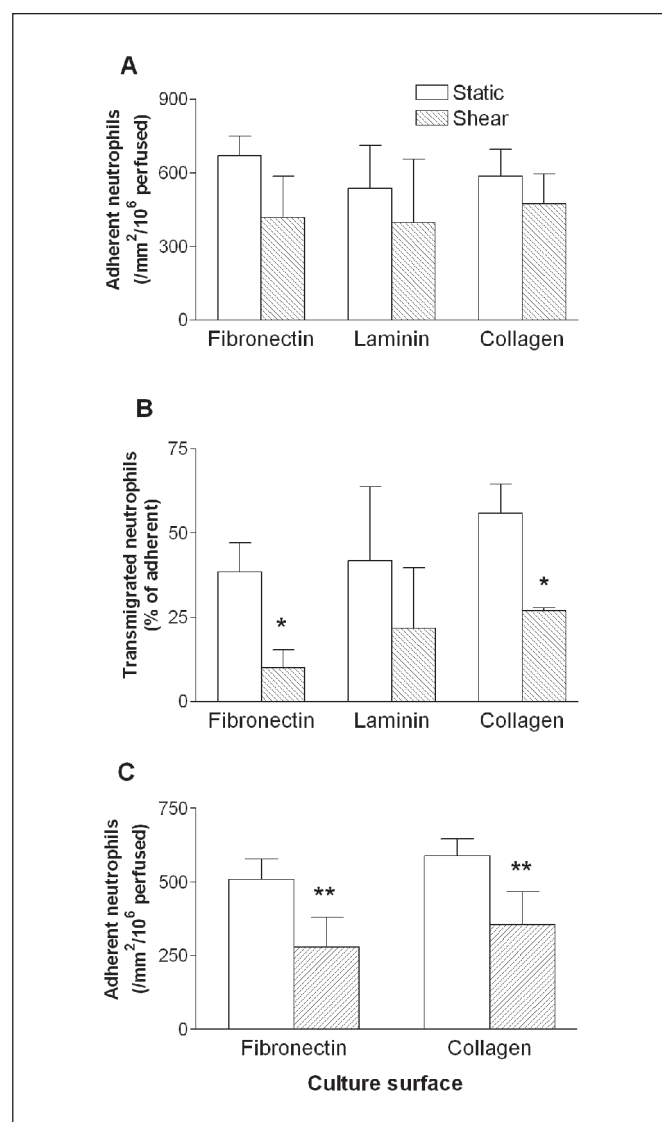 A
Static
Shear
Adherent neutrophils
(/mm²/10⁶ perfused)
900
600
300
0
Fibronectin Laminin Collagen
B
Transmigrated neutrophils
(% of adherent)
75
50
25
0
*
*
Fibronectin Laminin Collagen
C
Adherent neutrophils
(/mm²/10⁶ perfused)
750
500
250
0
**
**
Fibronectin Collagen
Culture surface